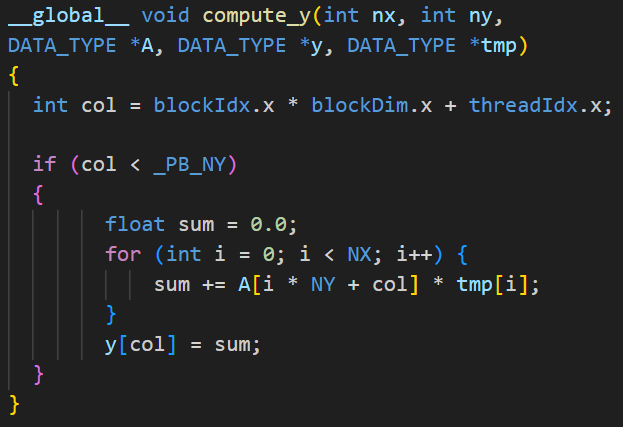 __global__ void compute_y(int nx, int ny,
DATA_TYPE *A, DATA_TYPE *y, DATA_TYPE *tmp)
{
  int col = blockIdx.x * blockDim.x + threadIdx.x;

  if (col < _PB_NY)
  {
        float sum = 0.0;
        for (int i = 0; i < NX; i++) {
            sum += A[i * NY + col] * tmp[i];
        }
        y[col] = sum;
  }
}